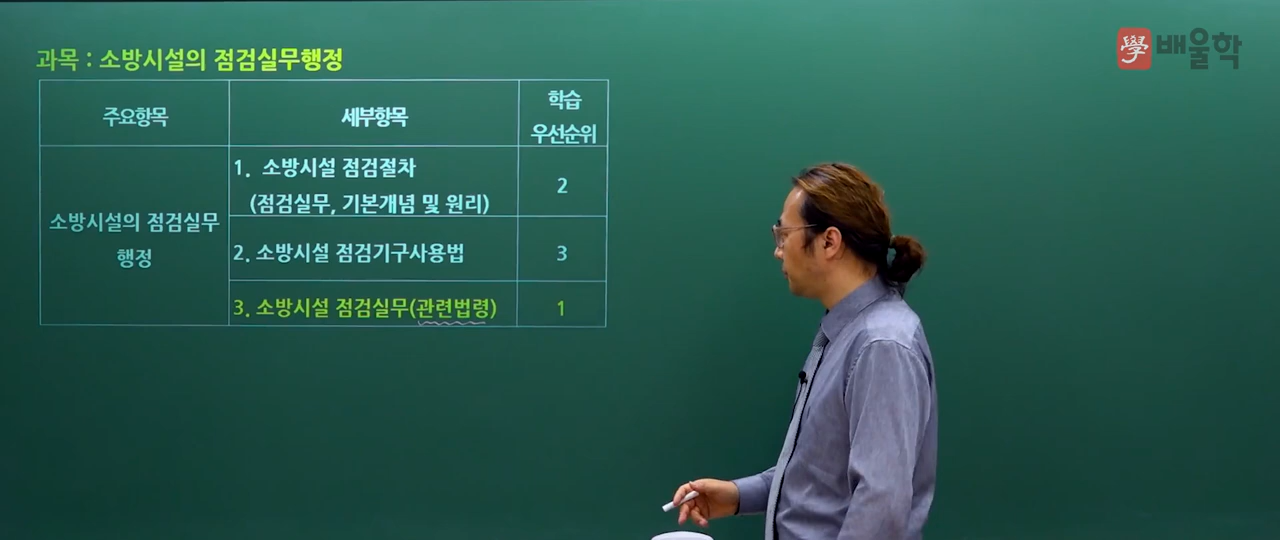 과목 : 소방시설의 점검실무행정
學 배울학
주요항목
세부항목
학습
우선순위
소방시설의 점검실무
행정
1. 소방시설 점검절차
(점검실무, 기본개념 및 원리)
2
2. 소방시설 점검기구사용법
3
3. 소방시설 점검실무(관련법령)
1